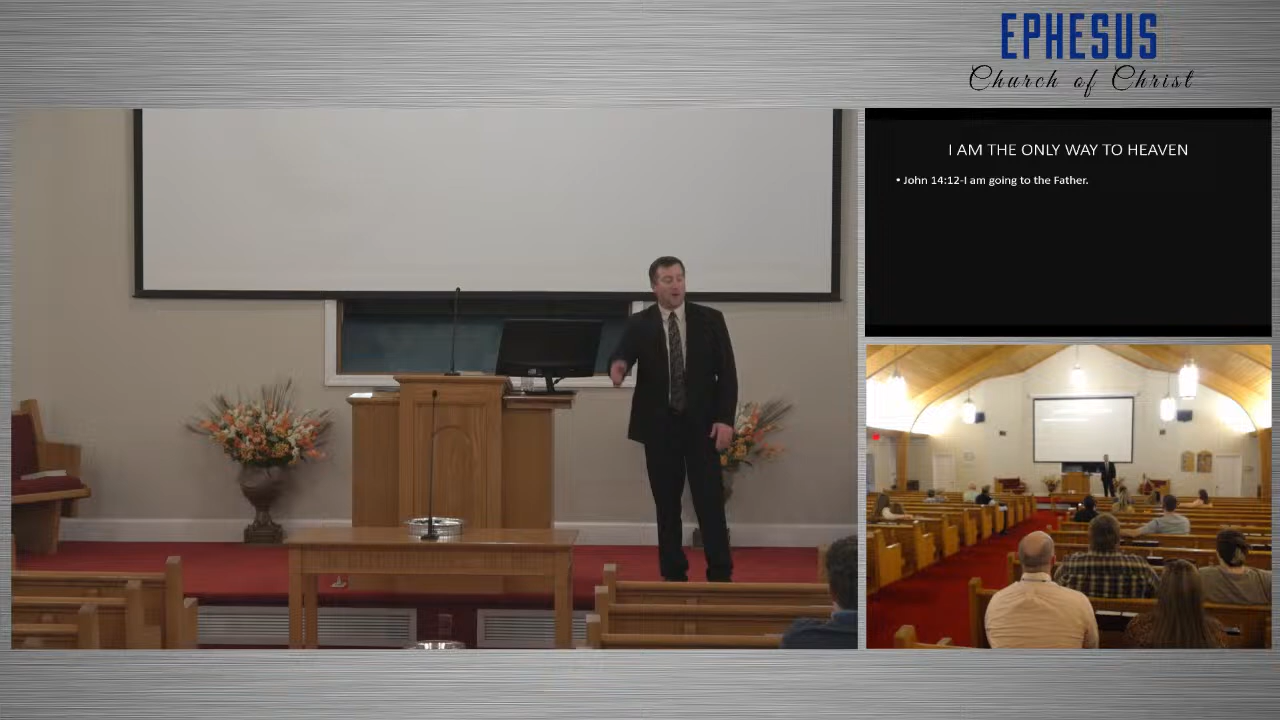 EPHESUS
Church of Christ
I AM THE ONLY WAY TO HEAVEN
• John 14:12-I am going to the Father.